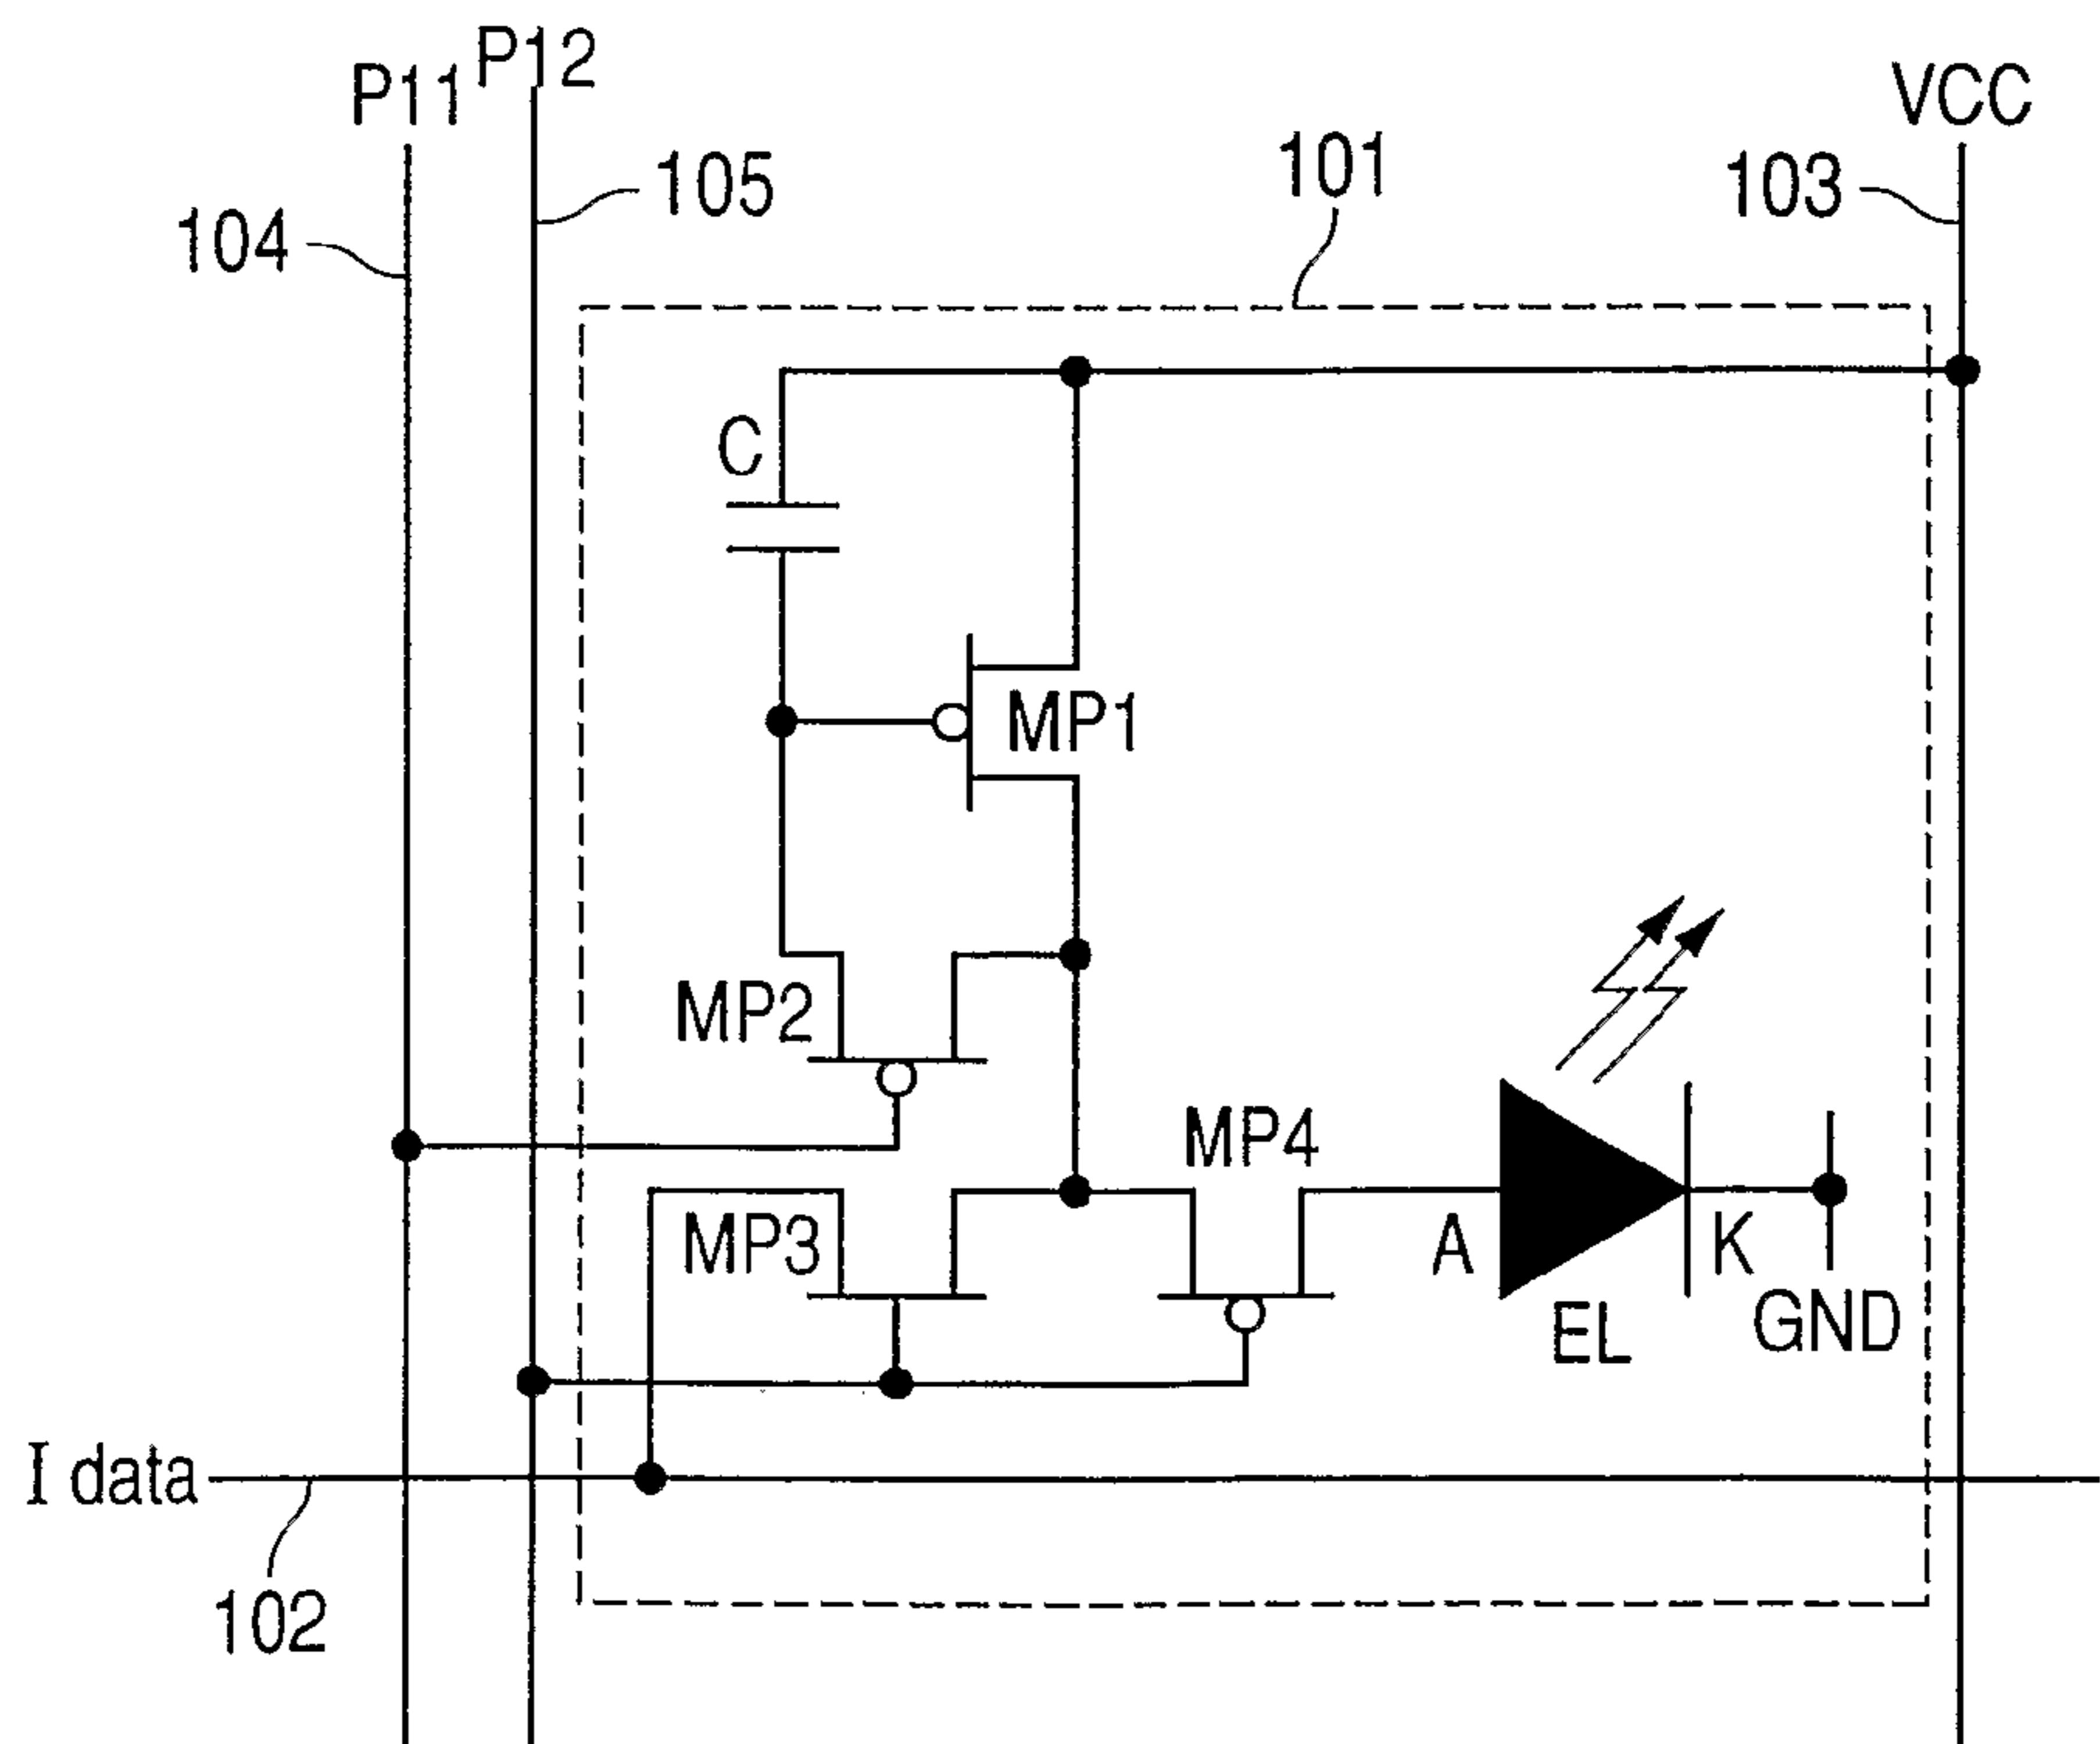 P12
P11
VCC
105
101
103
104
C
MP1
MP2
MP4
MP3
A
K
EL
GND
I data
102